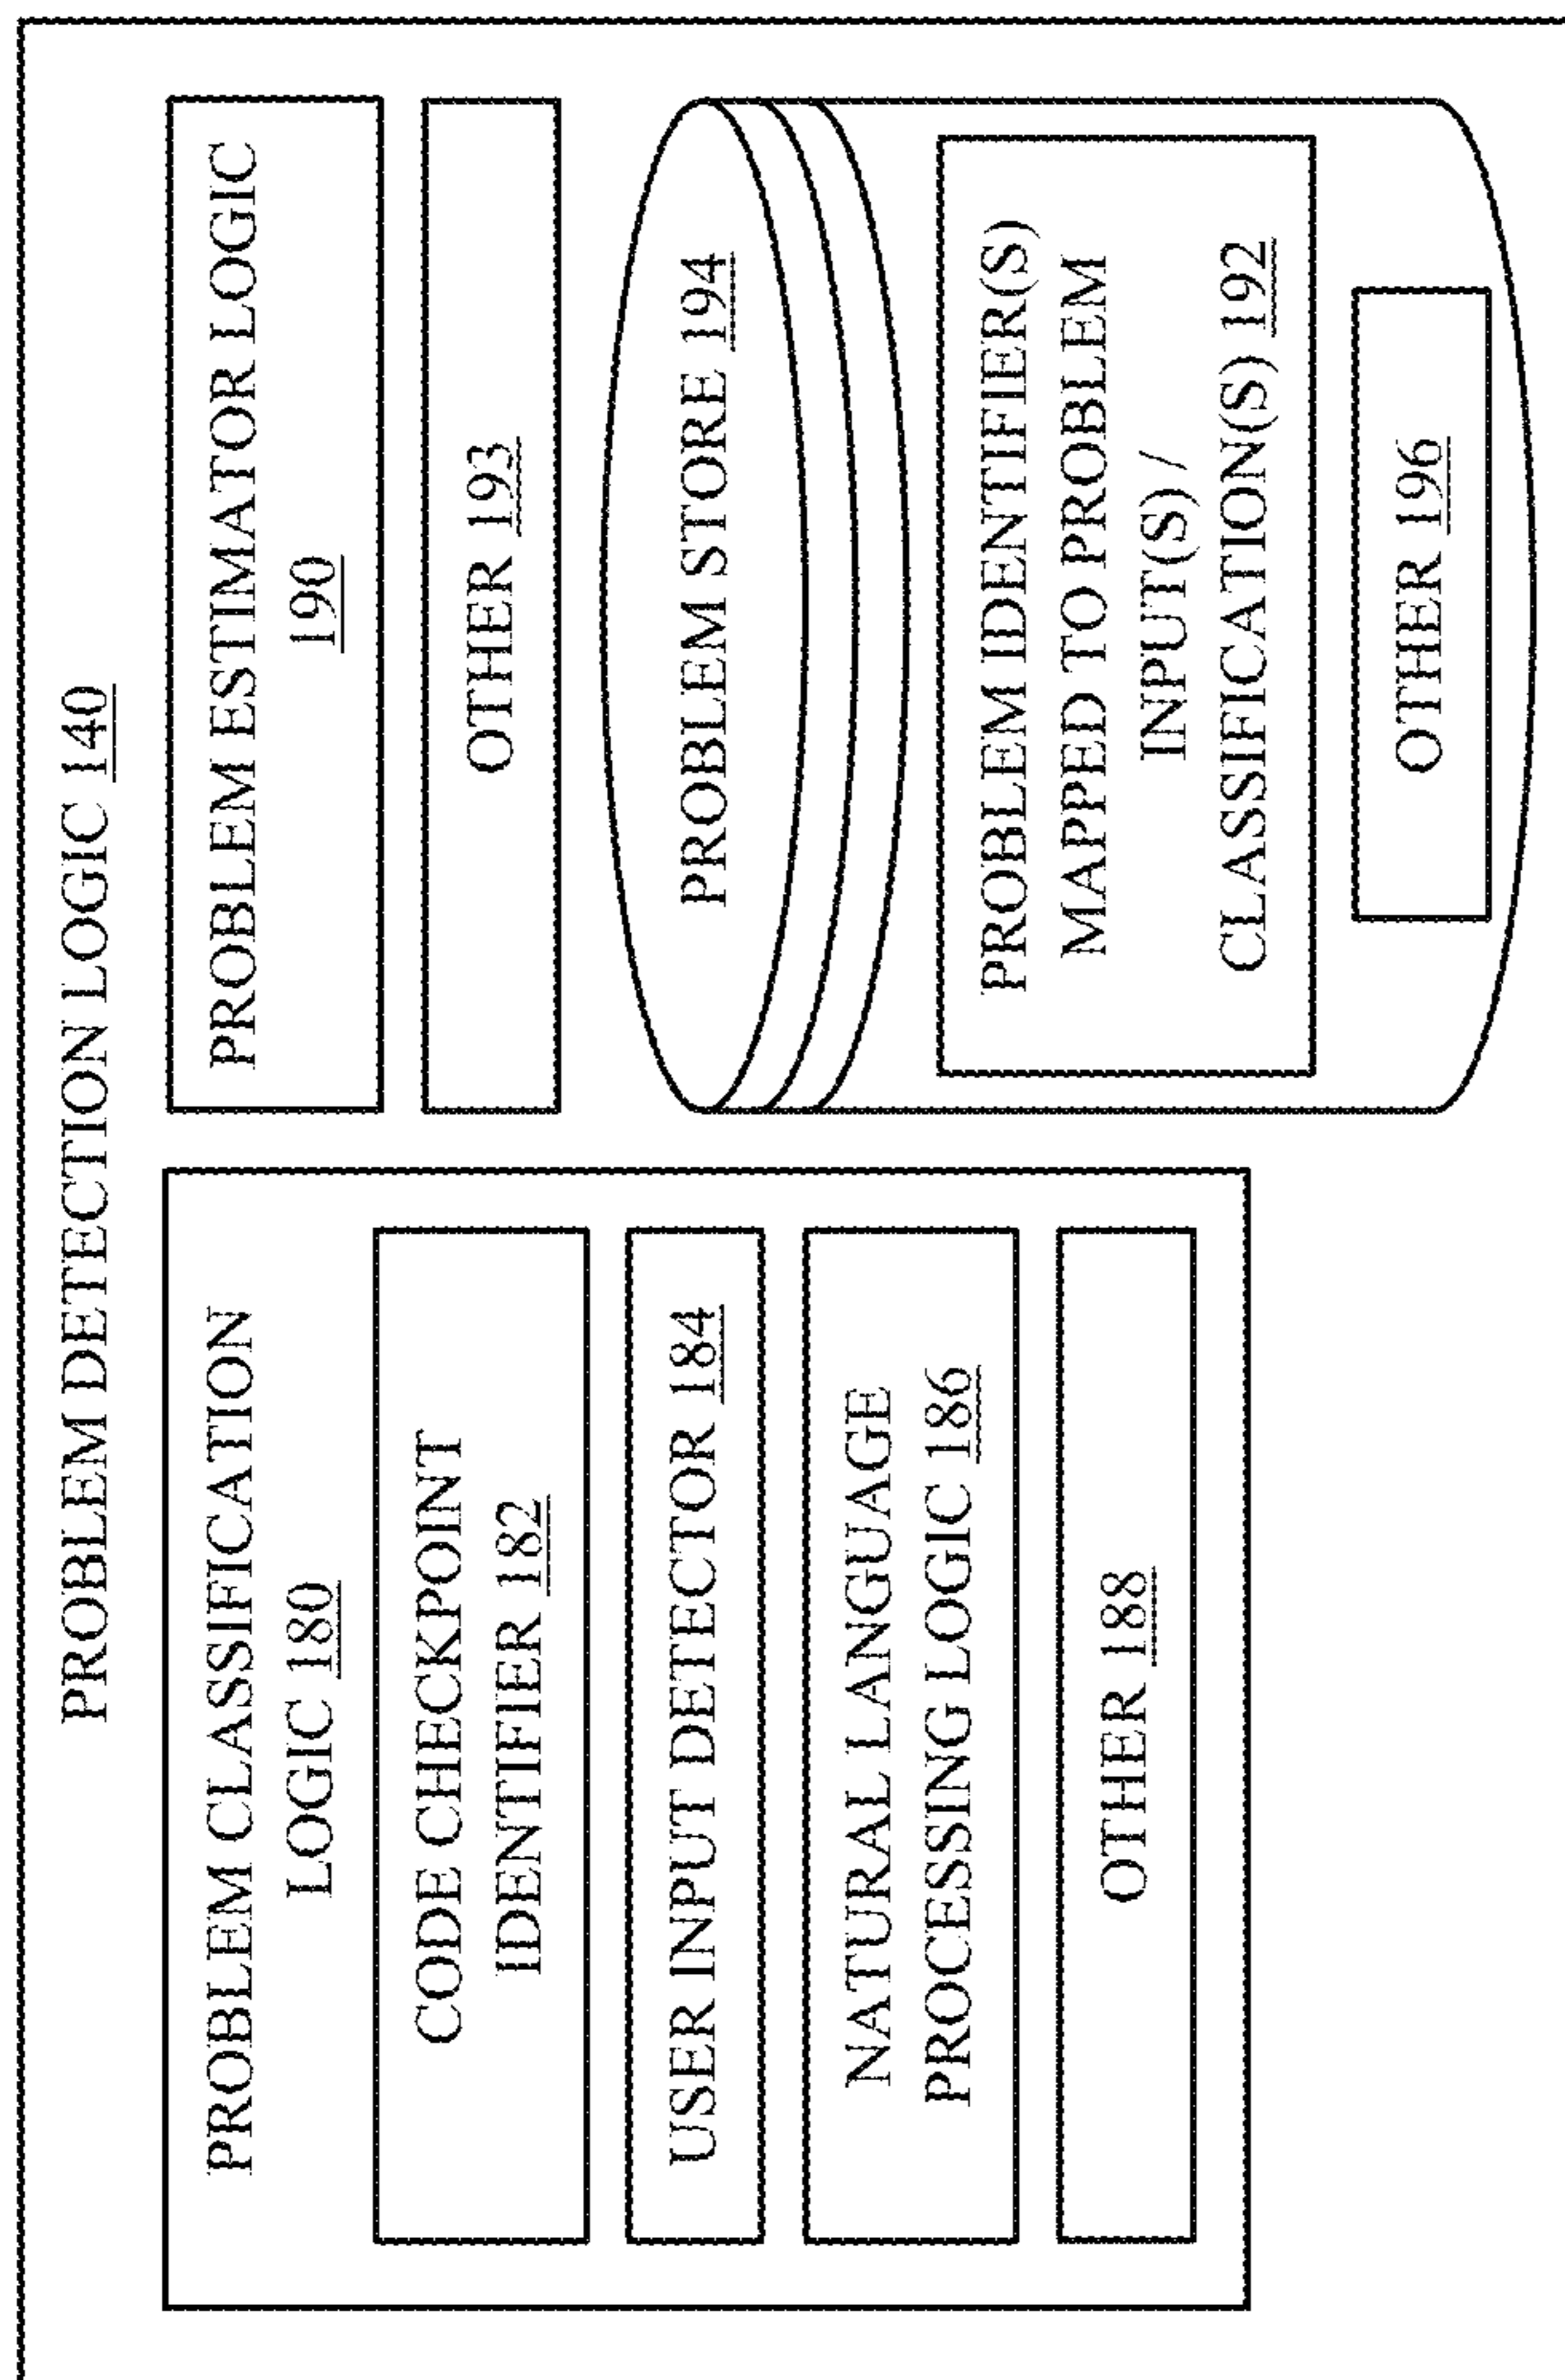 PROBLEM DETECTION LOGIC 140
PROBLEM CLASSIFICATION
LOGIC 180
CODE CHECKPOINT
IDENTIFIER 182
USER INPUT DETECTOR 184
NATURAL LANGUAGE
PROCESSING LOGIC 186
OTHER 188
PROBLEM ESTIMATOR LOGIC
190
OTHER 193
PROBLEM STORE 194
PROBLEM IDENTIFIER(S)
MAPPED TO PROBLEM
INPUT(S) /
CLASSIFICATION(S) 192
OTHER 196